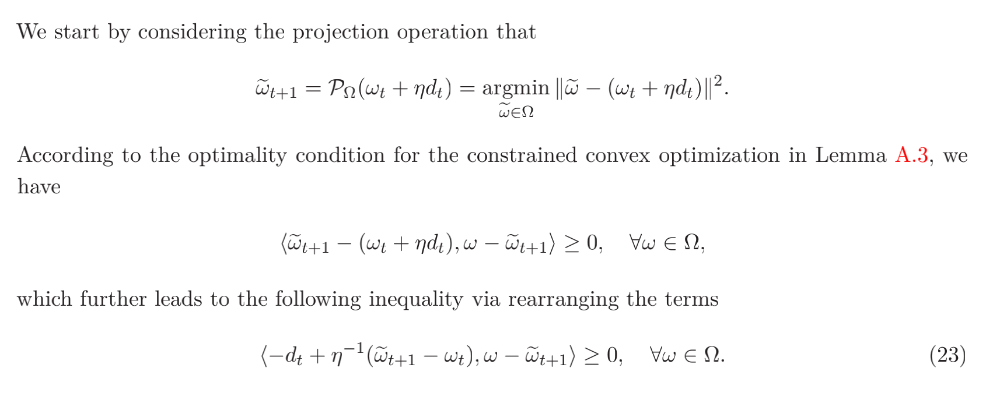 We start by considering the projection operation that
$\widetilde{\omega}_{t+1} = \mathcal{P}_{\Omega}(\omega_t + \eta d_t) = \underset{\widetilde{\omega} \in \Omega}{\operatorname{argmin}} \|\widetilde{\omega} - (\omega_t + \eta d_t)\|^2.$
According to the optimality condition for the constrained convex optimization in Lemma A.3, we
have
$\langle \widetilde{\omega}_{t+1} - (\omega_t + \eta d_t), \omega - \widetilde{\omega}_{t+1} \rangle \geq 0, \quad \forall \omega \in \Omega,$
which further leads to the following inequality via rearranging the terms
$\langle -d_t + \eta^{-1}(\widetilde{\omega}_{t+1} - \omega_t), \omega - \widetilde{\omega}_{t+1} \rangle \geq 0, \quad \forall \omega \in \Omega. \quad (23)$